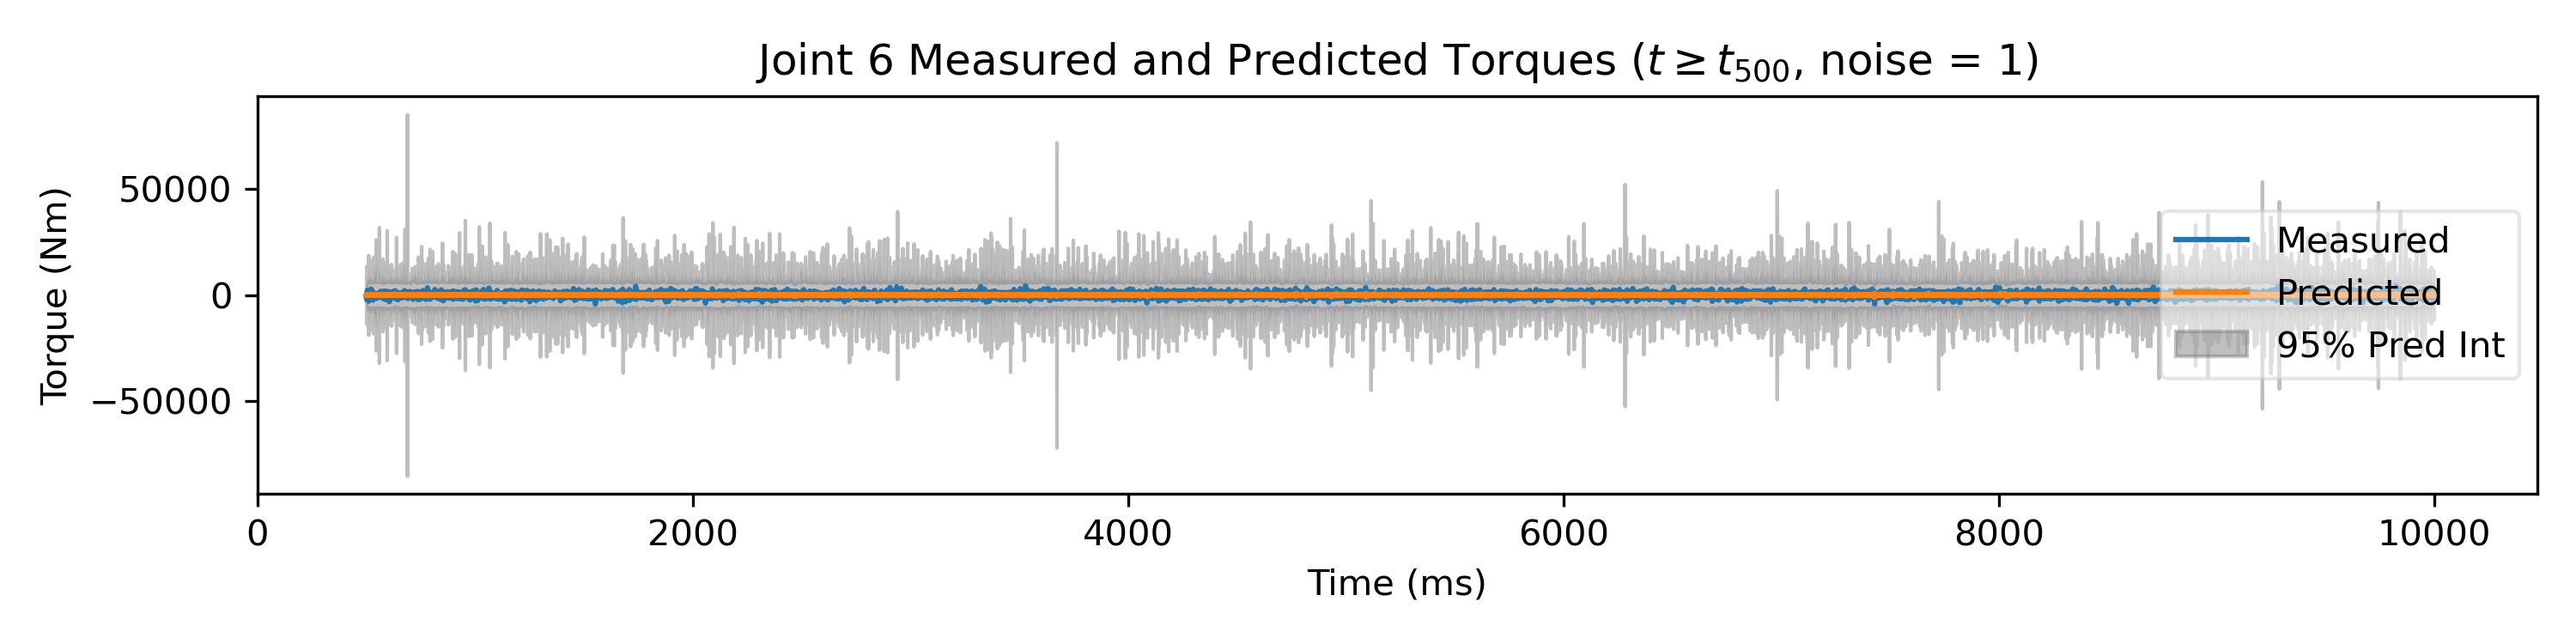 Joint 6 Measured and Predicted Torques (t ≥ t₅₀₀, noise = 1)
Torque (Nm)
50000
0
−50000
Measured
Predicted
95% Pred Int
0 2000 4000 6000 8000 10000
Time (ms)